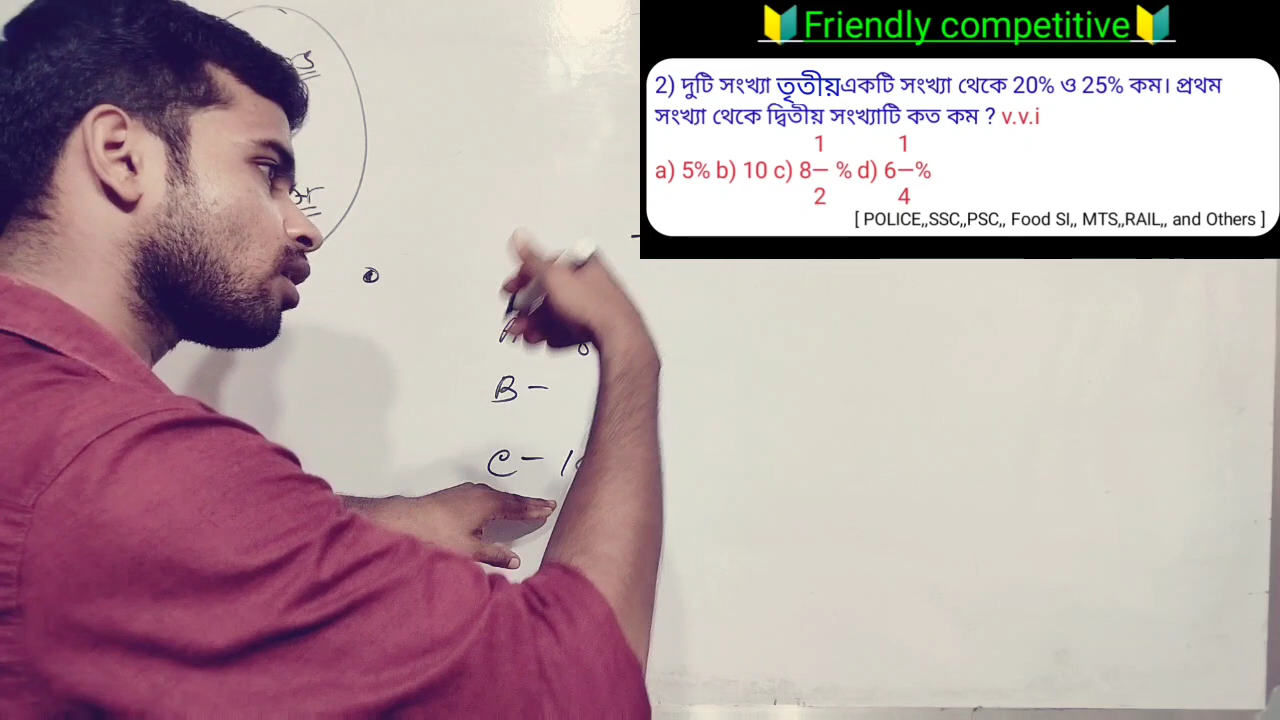 🔰Friendly competitive🔰
2) দুটি সংখ্যা তৃতীয়একটি সংখ্যা থেকে 20% ও 25% কম। প্রথম
সংখ্যা থেকে দ্বিতীয় সংখ্যাটি কত কম ? v.v.i
1 1
a) 5% b) 10 c) 8— % d) 6—%
2 4
[ POLICE,,SSC,,PSC,, Food SI,, MTS,,RAIL,, and Others ]
B -
C - 1